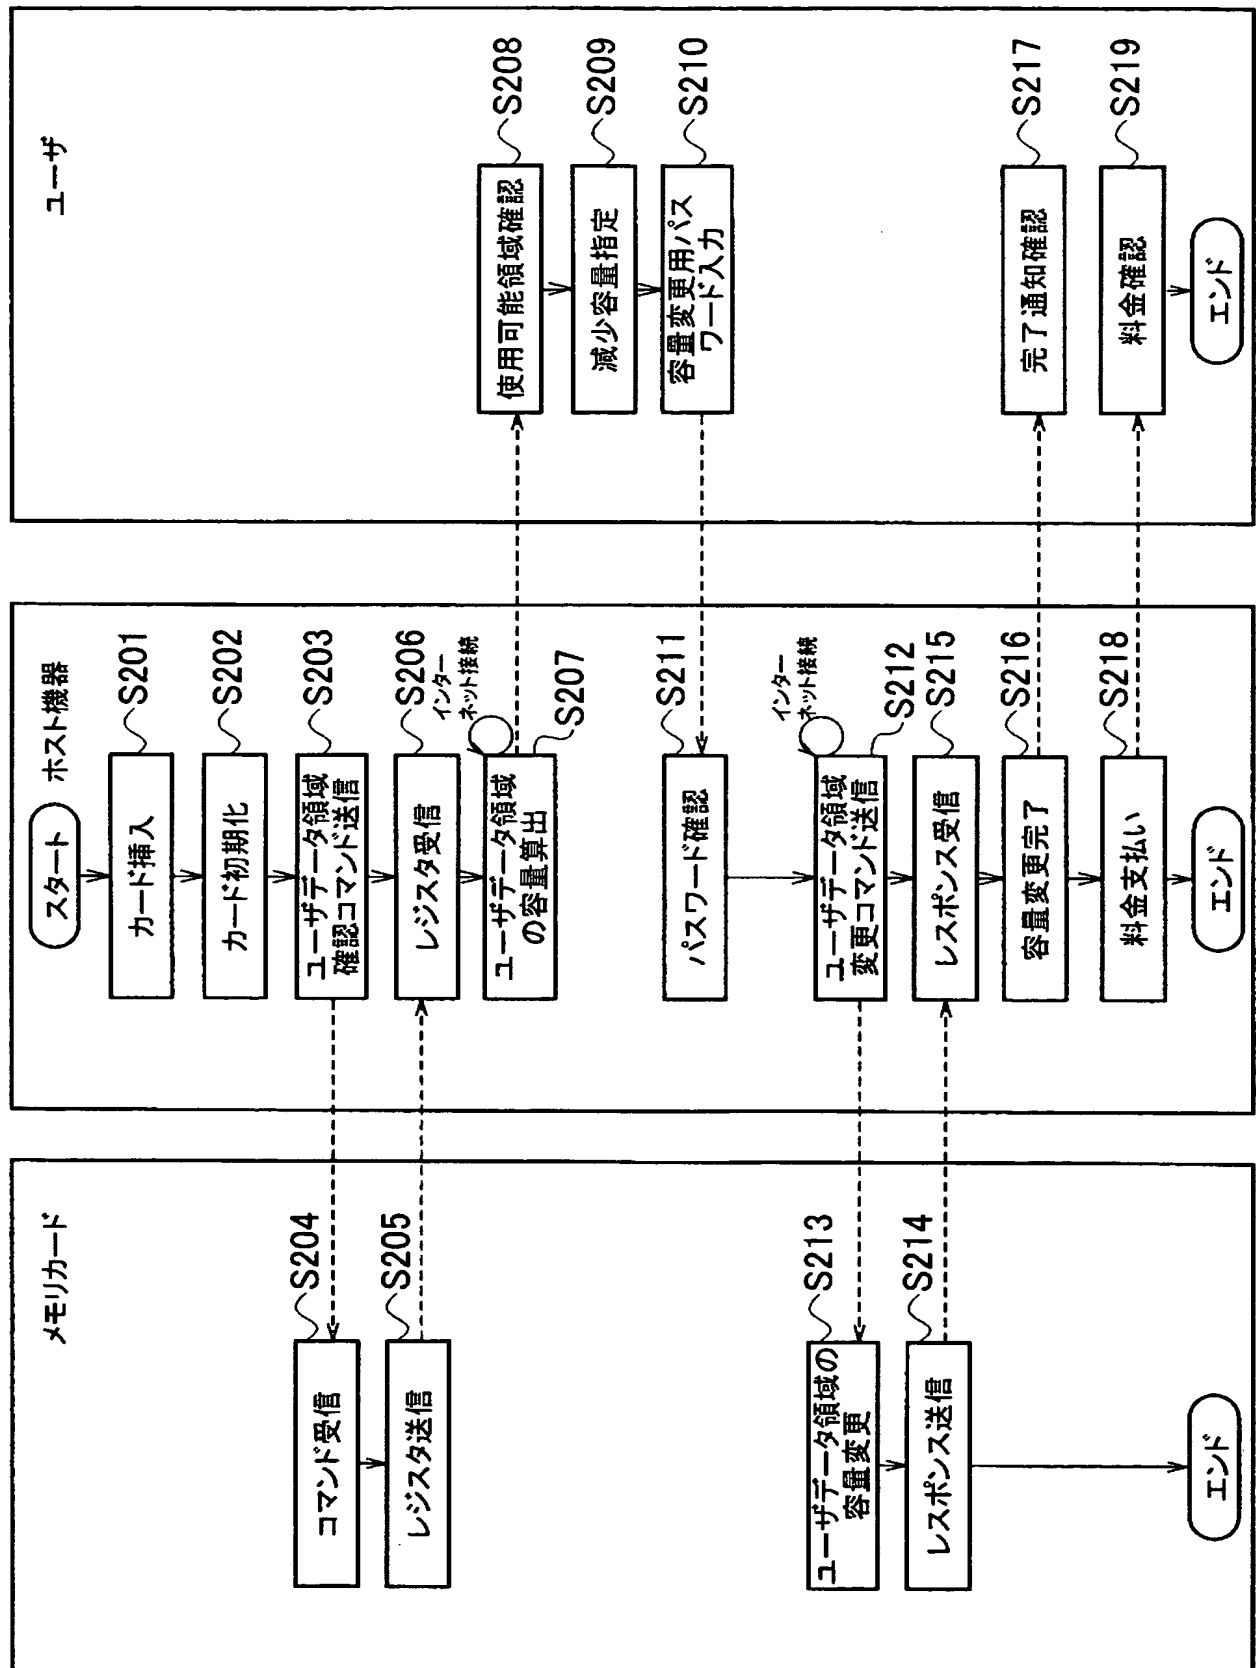 メモリカード
コマンド受信
S204
レジスタ送信
S205
ユーザデータ領域の
容量変更
S213
レスポンス送信
S214
エンド
ホスト機器
スタート
カード挿入
S201
カード初期化
S202
ユーザデータ領域
確認コマンド送信
S203
レジスタ受信
S206
インター
ネット接続
ユーザデータ領域
の容量算出
S207
パスワード確認
S211
インター
ネット接続
ユーザデータ領域
変更コマンド送信
S212
レスポンス受信
S215
容量変更完了
S216
料金支払い
S218
エンド
ユーザ
使用可能領域確認
S208
減少容量指定
S209
容量変更用パス
ワード入力
S210
完了通知確認
S217
料金確認
S219
エンド